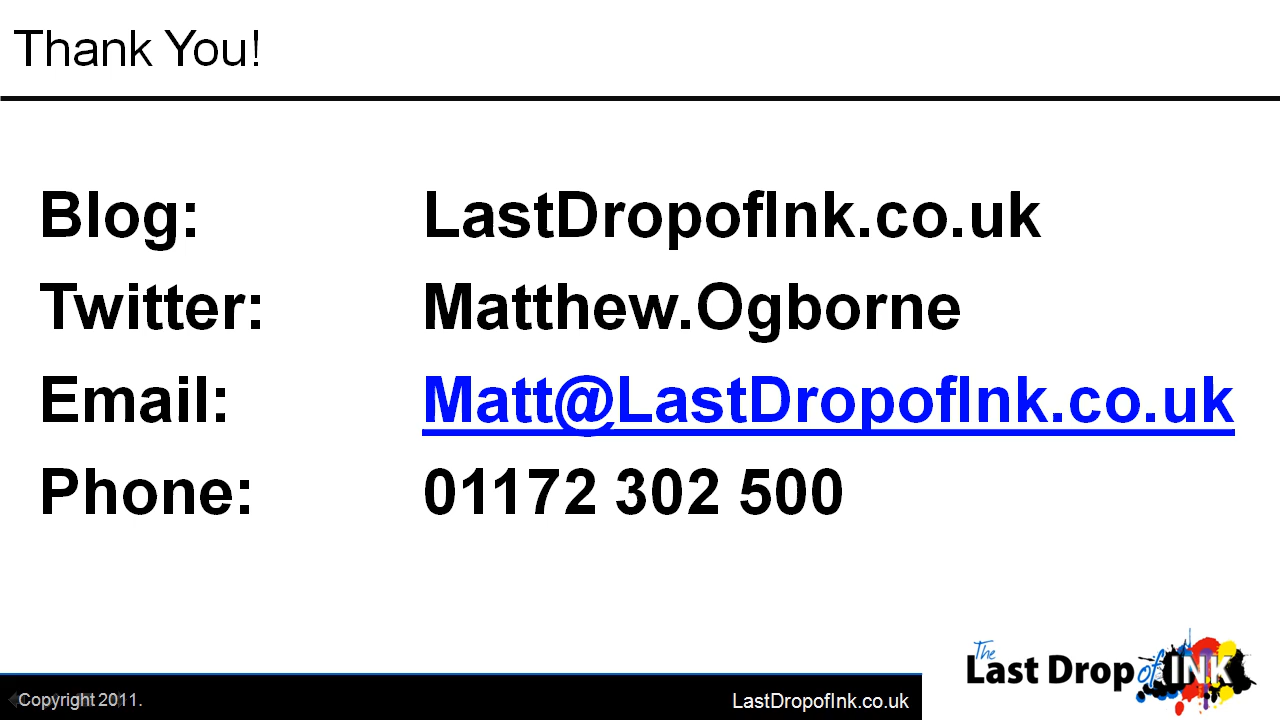 Thank You!
Blog: LastDropofInk.co.uk
Twitter: Matthew.Ogborne
Email: Matt@LastDropofInk.co.uk
Phone: 01172 302 500
The
Last Drop of INK
Copyright 2011.
LastDropofInk.co.uk